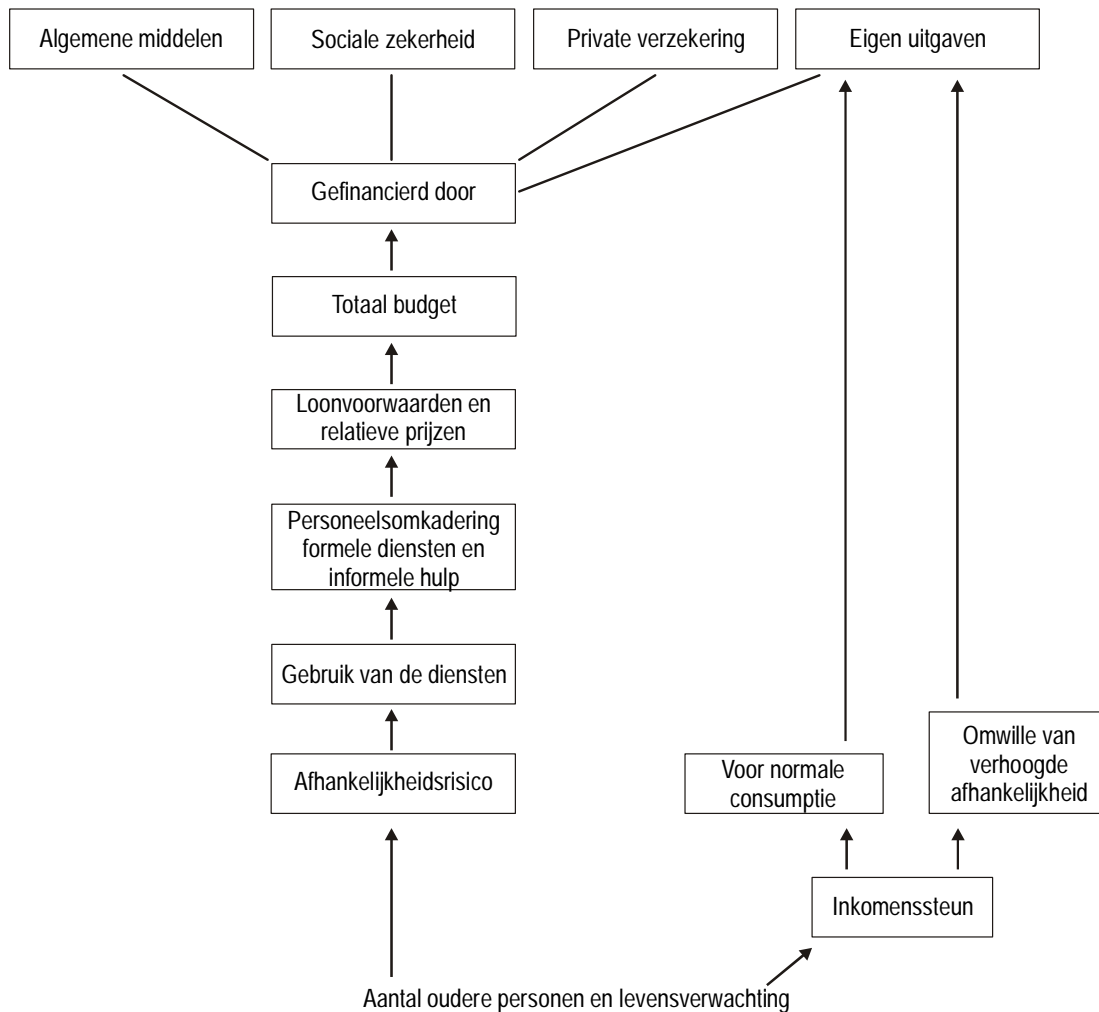 Algemene middelen
Sociale zekerheid
Private verzekering
Eigen uitgaven
Gefinancierd door
Totaal budget
Loonvoorwaarden en
relatieve prijzen
Personeelsomkadering
formele diensten en
informele hulp
Gebruik van de diensten
Afhankelijkheidsrisico
Voor normale
consumptie
Omwille van
verhoogde
afhankelijkheid
Inkomenssteun
Aantal oudere personen en levensverwachting